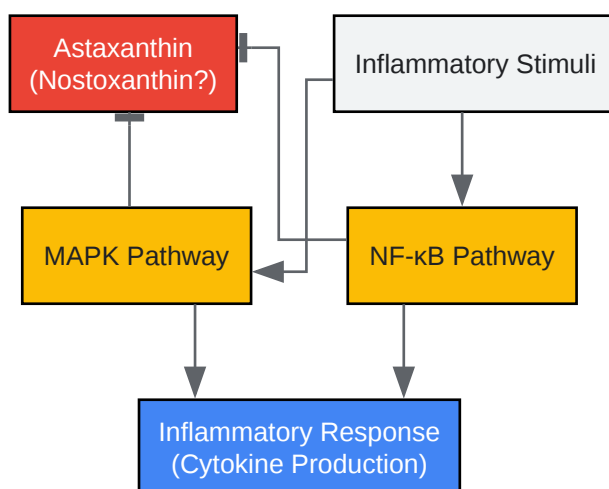 Astaxanthin
(Nostoxanthin?)
Inflammatory Stimuli
MAPK Pathway
NF-κB Pathway
Inflammatory Response
(Cytokine Production)